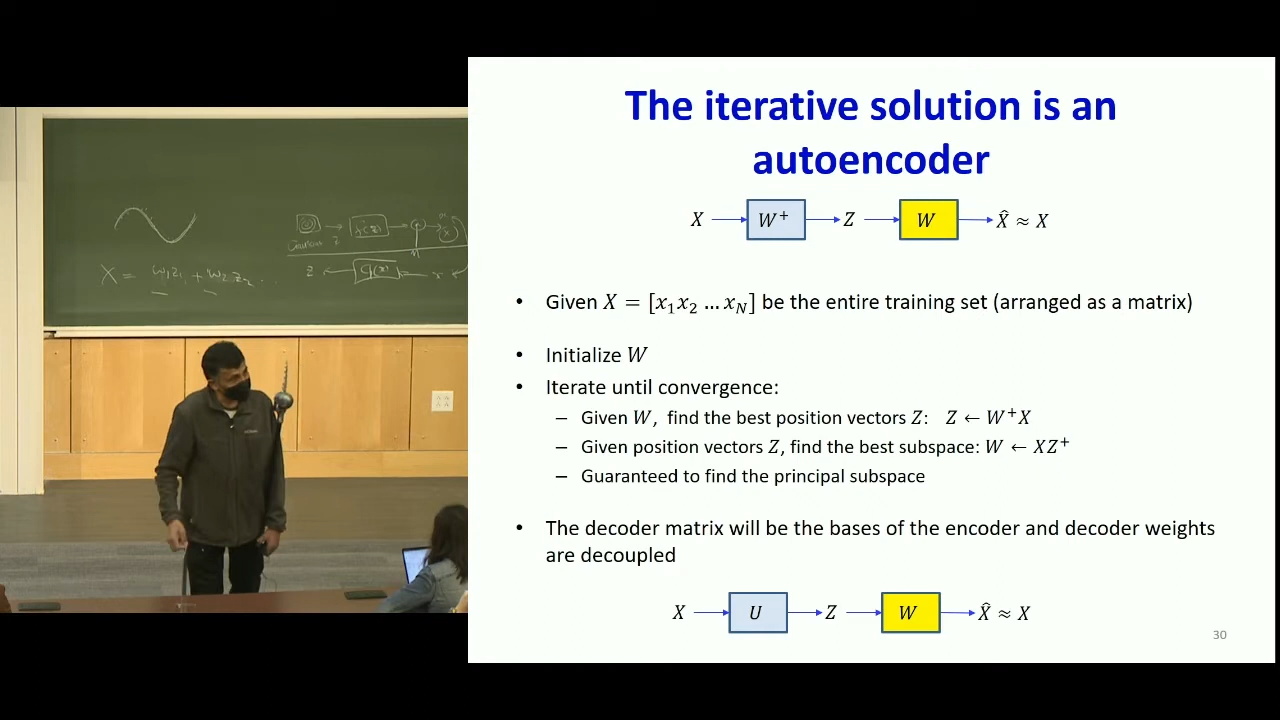 The iterative solution is an
autoencoder
X W⁺ Z W X̂ ≈ X
• Given X = [x₁x₂ … x_N] be the entire training set (arranged as a matrix)
• Initialize W
• Iterate until convergence:
– Given W, find the best position vectors Z: Z ← W⁺X
– Given position vectors Z, find the best subspace: W ← XZ⁺
– Guaranteed to find the principal subspace
• The decoder matrix will be the bases of the encoder and decoder weights
are decoupled
X U Z W X̂ ≈ X
30
X = w₁z₁ + w₂z₂ ...